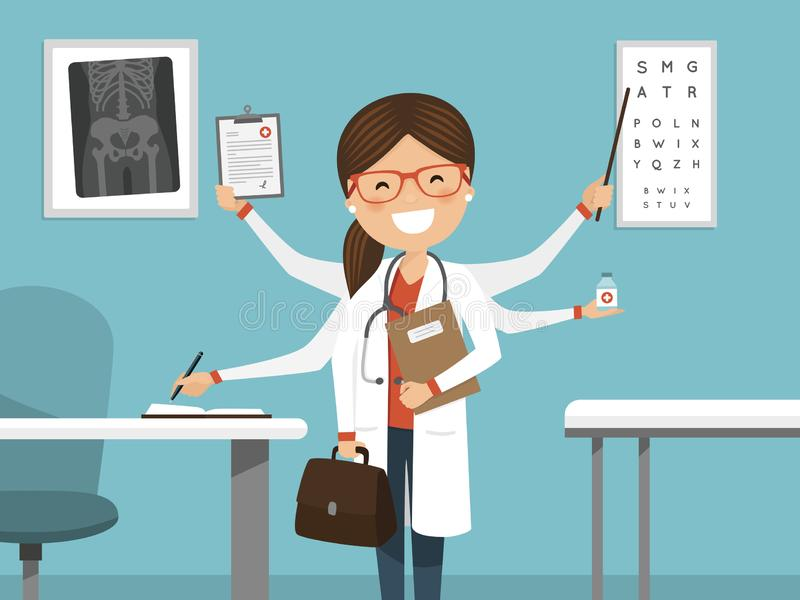 S M G
A T R
P O L N
B W I X
Y Q Z H
B W I X
S T U V
dreamstime